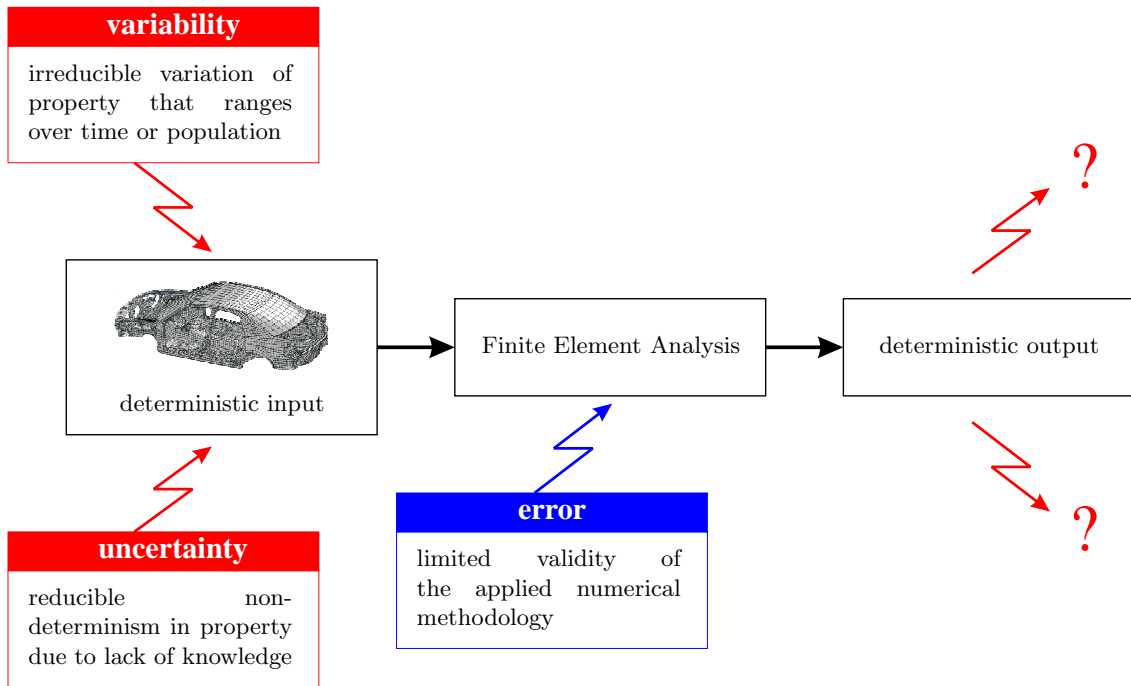 variability
irreducible variation of
property that ranges
over time or population
?
deterministic input
Finite Element Analysis
deterministic output
uncertainty
reducible non-
determinism in property
due to lack of knowledge
error
limited validity of
the applied numerical
methodology
?